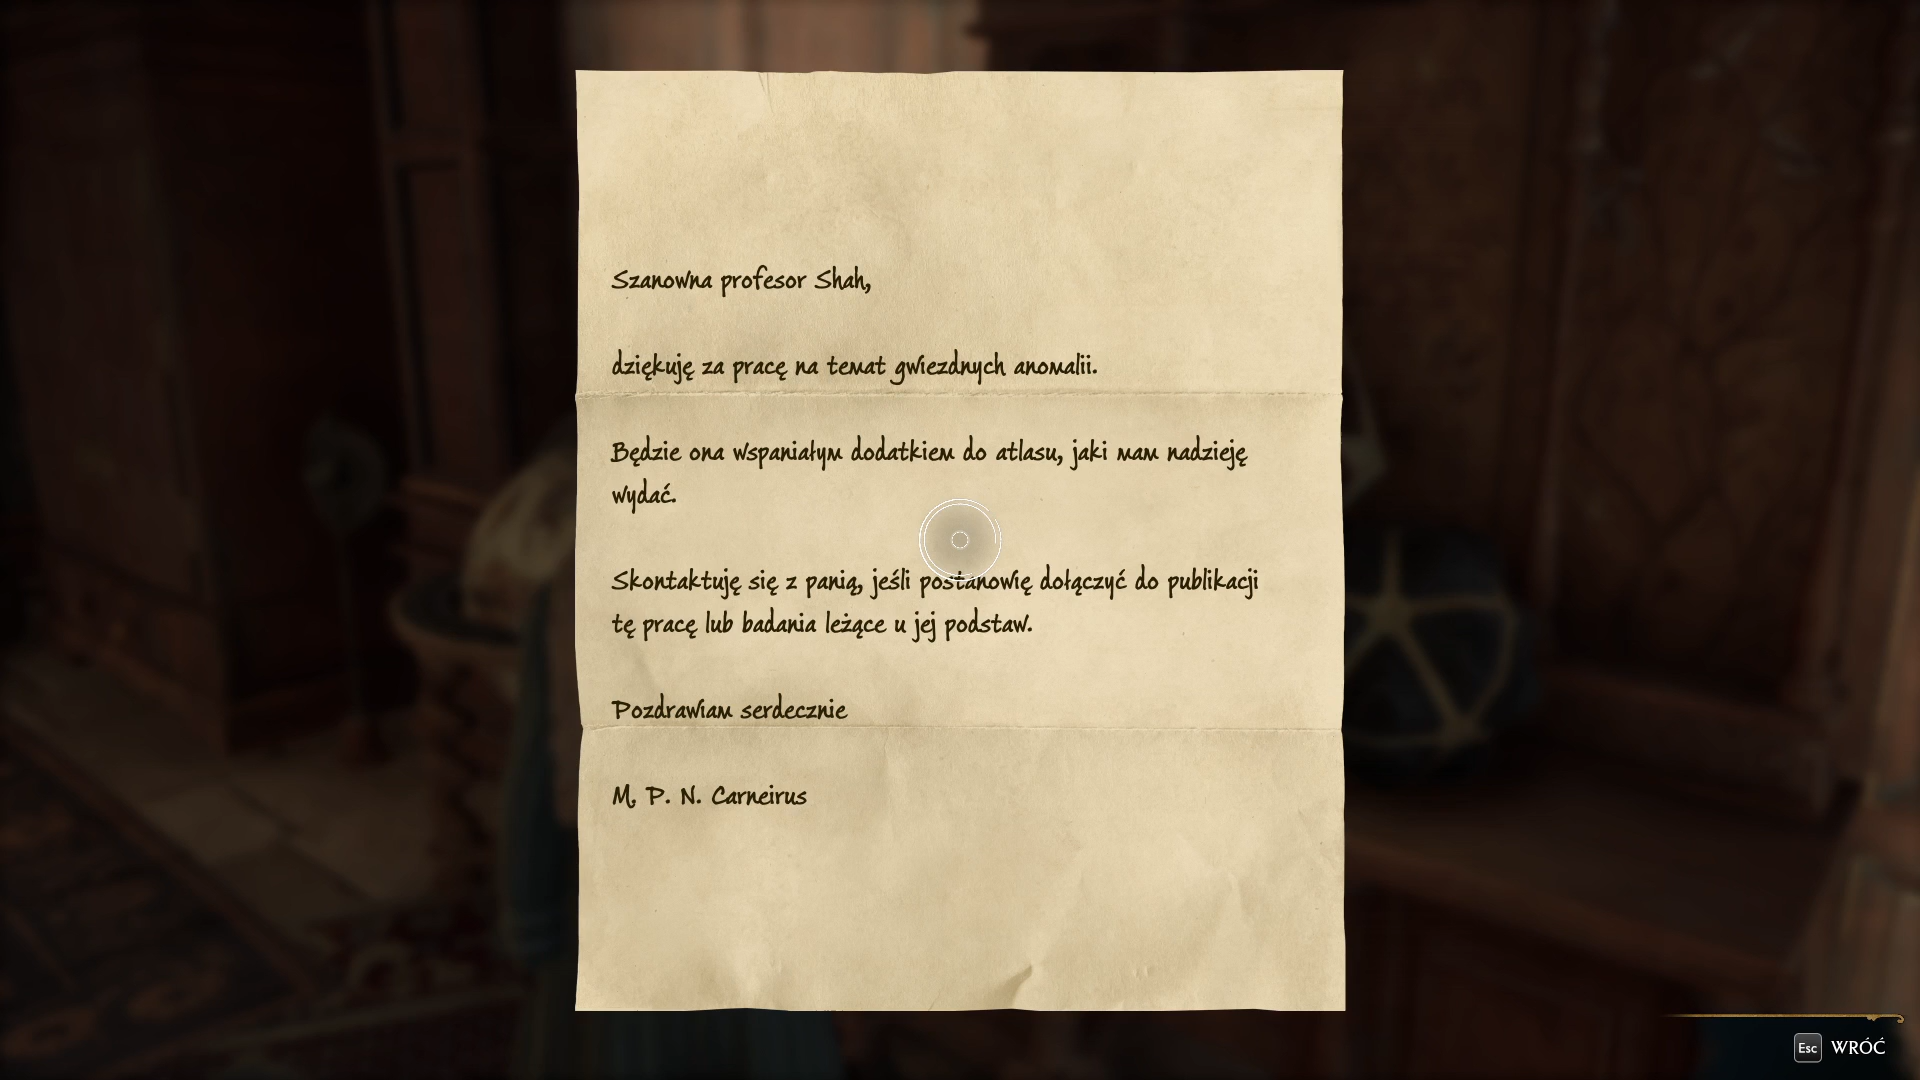 Szanowna profesor Shah,
dziękuję za pracę na temat gwiezdnych anomalii.
Będzie ona wspaniałym dodatkiem do atlasu, jaki mam nadzieję
wydać.
Skontaktuję się z panią, jeśli postanowię dołączyć do publikacji
tę pracę lub badania leżące u jej podstaw.
Pozdrawiam serdecznie
M. P. N. Carneirus
Esc WRÓĆ